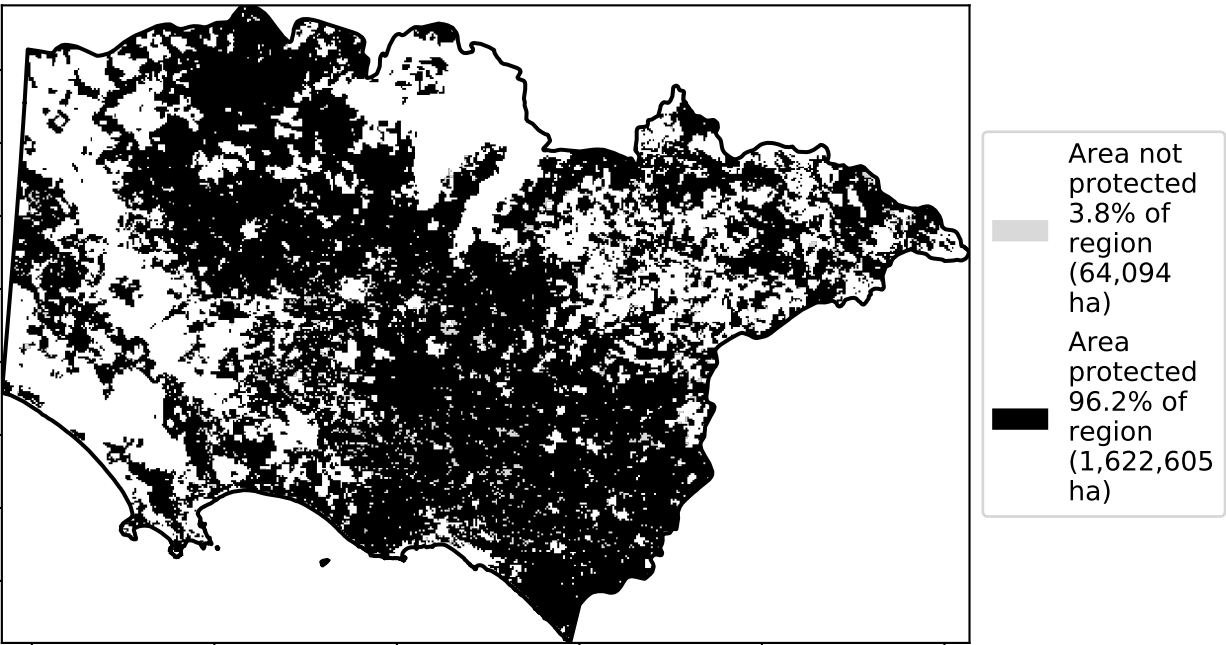 Area not
protected
3.8% of
region
(64,094
ha)
Area
protected
96.2% of
region
(1,622,605
ha)